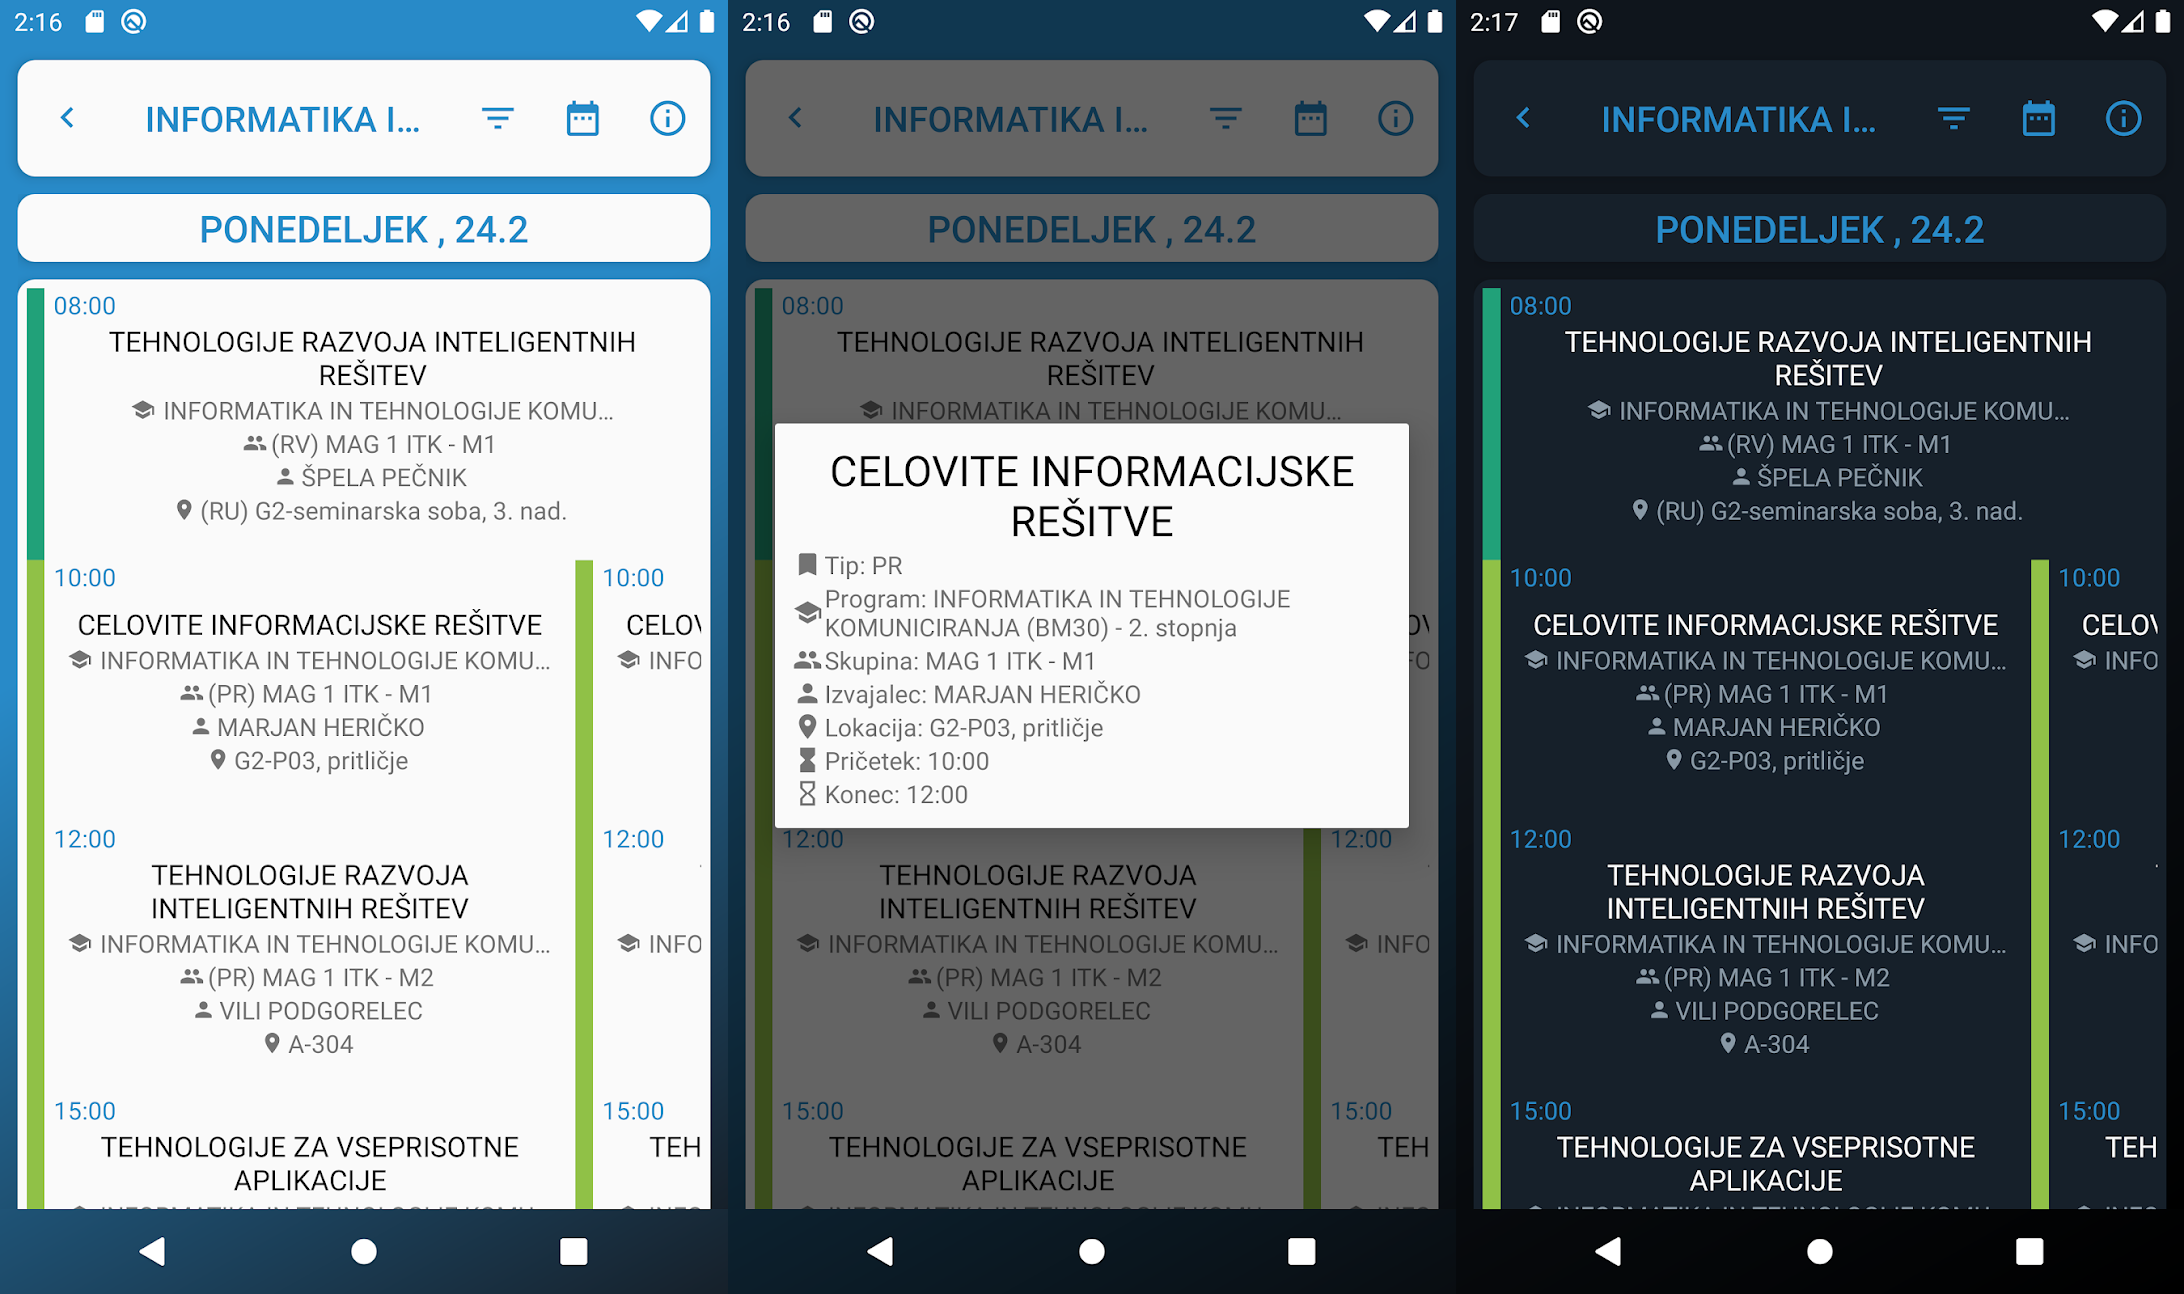 2:16
INFORMATIKA I...
PONEDELJEK , 24.2
08:00
TEHNOLOGIJE RAZVOJA INTELIGENTNIH
REŠITEV
INFORMATIKA IN TEHNOLOGIJE KOMU...
(RV) MAG 1 ITK - M1
ŠPELA PEČNIK
(RU) G2-seminarska soba, 3. nad.
10:00
CELOVITE INFORMACIJSKE REŠITVE
INFORMATIKA IN TEHNOLOGIJE KOMU...
(PR) MAG 1 ITK - M1
MARJAN HERIČKO
G2-P03, pritličje
10:00
CELOV
INFO
12:00
TEHNOLOGIJE RAZVOJA
INTELIGENTNIH REŠITEV
INFORMATIKA IN TEHNOLOGIJE KOMU...
(PR) MAG 1 ITK - M2
VILI PODGORELEC
A-304
12:00
INFO
15:00
TEHNOLOGIJE ZA VSEPRISOTNE
APLIKACIJE
15:00
TEH
2:16
INFORMATIKA I...
PONEDELJEK , 24.2
08:00
TEHNOLOGIJE RAZVOJA INTELIGENTNIH
REŠITEV
INFORMATIKA IN TEHNOLOGIJE KOMU...
CELOVITE INFORMACIJSKE
REŠITVE
Tip: PR
Program: INFORMATIKA IN TEHNOLOGIJE
KOMUNICIRANJA (BM30) - 2. stopnja
Skupina: MAG 1 ITK - M1
Izvajalec: MARJAN HERIČKO
Lokacija: G2-P03, pritličje
Pričetek: 10:00
Konec: 12:00
12:00
TEHNOLOGIJE RAZVOJA
INTELIGENTNIH REŠITEV
INFORMATIKA IN TEHNOLOGIJE KOMU...
(PR) MAG 1 ITK - M2
VILI PODGORELEC
A-304
12:00
INFO
15:00
TEHNOLOGIJE ZA VSEPRISOTNE
APLIKACIJE
15:00
TEH
2:17
INFORMATIKA I...
PONEDELJEK , 24.2
08:00
TEHNOLOGIJE RAZVOJA INTELIGENTNIH
REŠITEV
INFORMATIKA IN TEHNOLOGIJE KOMU...
(RV) MAG 1 ITK - M1
ŠPELA PEČNIK
(RU) G2-seminarska soba, 3. nad.
10:00
CELOVITE INFORMACIJSKE REŠITVE
INFORMATIKA IN TEHNOLOGIJE KOMU...
(PR) MAG 1 ITK - M1
MARJAN HERIČKO
G2-P03, pritličje
10:00
CELOV
INFO
12:00
TEHNOLOGIJE RAZVOJA
INTELIGENTNIH REŠITEV
INFORMATIKA IN TEHNOLOGIJE KOMU...
(PR) MAG 1 ITK - M2
VILI PODGORELEC
A-304
12:00
INFO
15:00
TEHNOLOGIJE ZA VSEPRISOTNE
APLIKACIJE
15:00
TEH